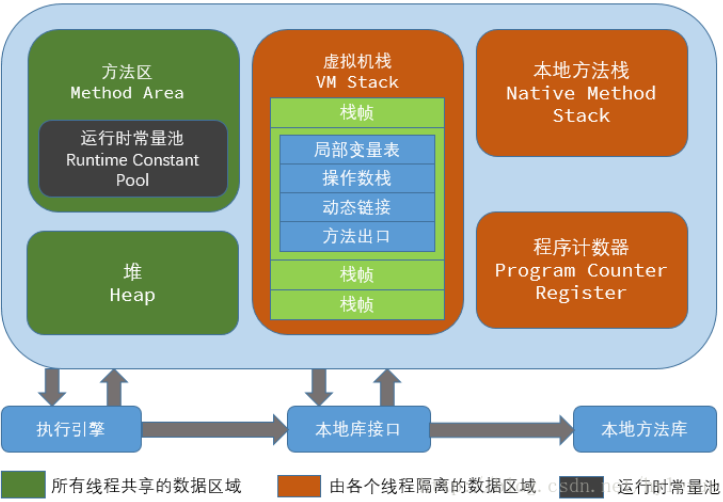 方法区
Method Area
运行时常量池
Runtime Constant
Pool
堆
Heap
虚拟机栈
VM Stack
栈帧
局部变量表
操作数栈
动态链接
方法出口
栈帧
栈帧
本地方法栈
Native Method
Stack
程序计数器
Program Counter
Register
执行引擎
本地库接口
本地方法库
所有线程共享的数据区域
由各个线程隔离的数据区域
运行时常量池